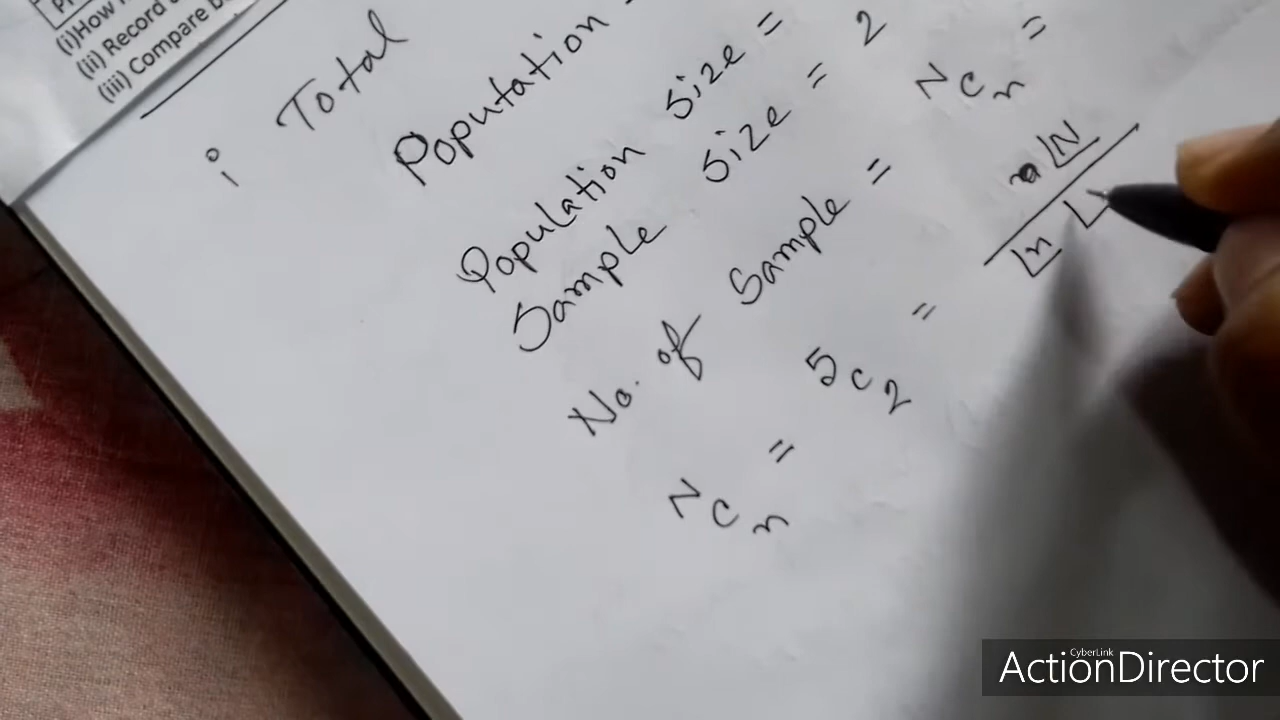 (i)How
(ii) Record
(iii) Compare
i Total
Poputation
Population Size =
Sample Size = 2
No. of Sample = NCn =
N
n
NCn = 5C2 =
CyberLink
ActionDirector